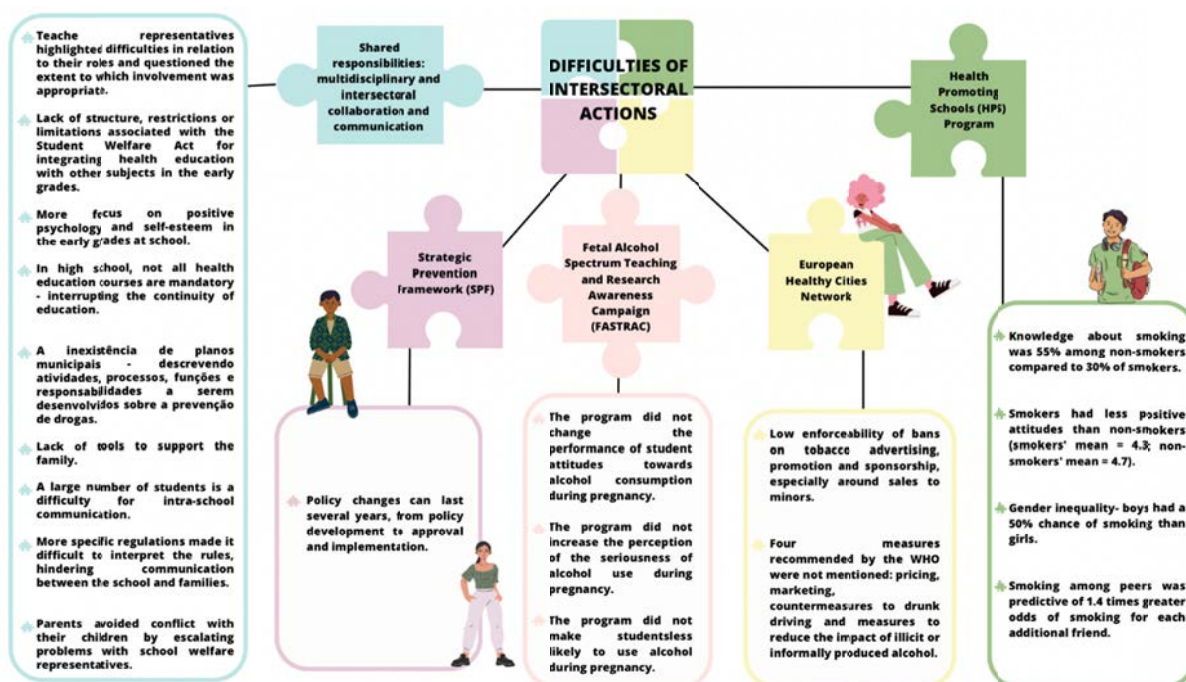 Teache representatives
highlighted difficulties in relation
to their roles and questioned the
extent to which involvement was
appropriate.
Lack of structure, restrictions or
limitations associated with the
Student Welfare Act for
integrating health education
with other subjects in the early
grades.
More focus on positive
psychology and self-esteem in
the early grades at school.
In high school, not all health
education courses are mandatory
- interrupting the continuity of
education.
A inexistência de planos
municipais - descrevendo
atividades, processos, funções e
responsabilidades a serem
desenvolvidos sobre a prevenção
de drogas.
Lack of tools to support the
family.
A large number of students is a
difficulty for intra-school
communication.
More specific regulations made it
difficult to interpret the rules,
hindering communication
between the school and families.
Parents avoided conflict with
their children by escalating
problems with school welfare
representatives.
Shared
responsibilities:
multidisciplinary and
intersectoral
collaboration and
communication
DIFFICULTIES OF
INTERSECTORAL
ACTIONS
Health
Promoting
Schools (HPS)
Program
Strategic
Prevention
Framework (SPF)
Fetal Alcohol
Spectrum Teaching
and Research
Awareness
Campaign
(FASTRAC)
European
Healthy Cities
Network
Policy changes can last
several years, from policy
development to approval
and implementation.
The program did not
change the
performance of student
attitudes towards
alcohol consumption
during pregnancy.
The program did not
increase the perception
of the seriousness of
alcohol use during
pregnancy.
The program did not
make studentsless
likely to use alcohol
during pregnancy.
Low enforceability of bans
on tobacco advertising,
promotion and sponsorship,
especially around sales to
minors.
Four measures
recommended by the WHO
were not mentioned: pricing,
marketing,
countermeasures to drunk
driving and measures to
reduce the impact of illicit or
informally produced alcohol.
Knowledge about smoking
was 55% among non-smokers
compared to 30% of smokers.
Smokers had less positive
attitudes than non-smokers
(smokers' mean = 4.3; non-
smokers' mean = 4.7).
Gender inequality- boys had a
50% chance of smoking than
girls.
Smoking among peers was
predictive of 1.4 times greater
odds of smoking for each
additional friend.